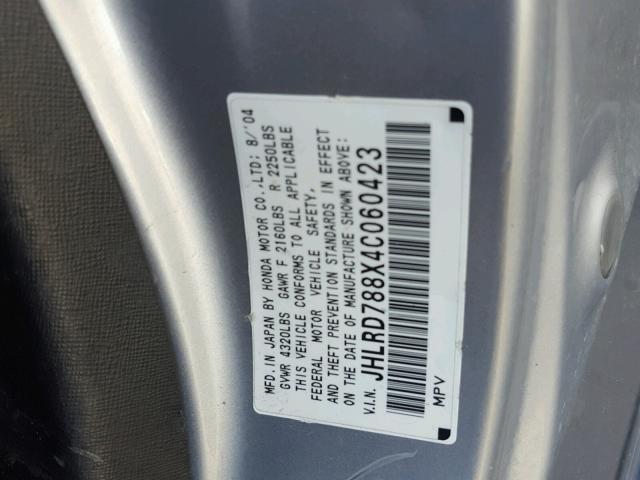 MFD.IN JAPAN BY HONDA MOTOR CO.,LTD: 8/'04
GVWR 4320LBS GAWR F 2160LBS R 2250LBS
THIS VEHICLE CONFORMS TO ALL APPLICABLE
FEDERAL MOTOR VEHICLE SAFETY,
AND THEFT PREVENTION STANDARDS IN EFFECT
ON THE DATE OF MANUFACTURE SHOWN ABOVE:
V.I.N. JHLRD788X4C060423
MPV